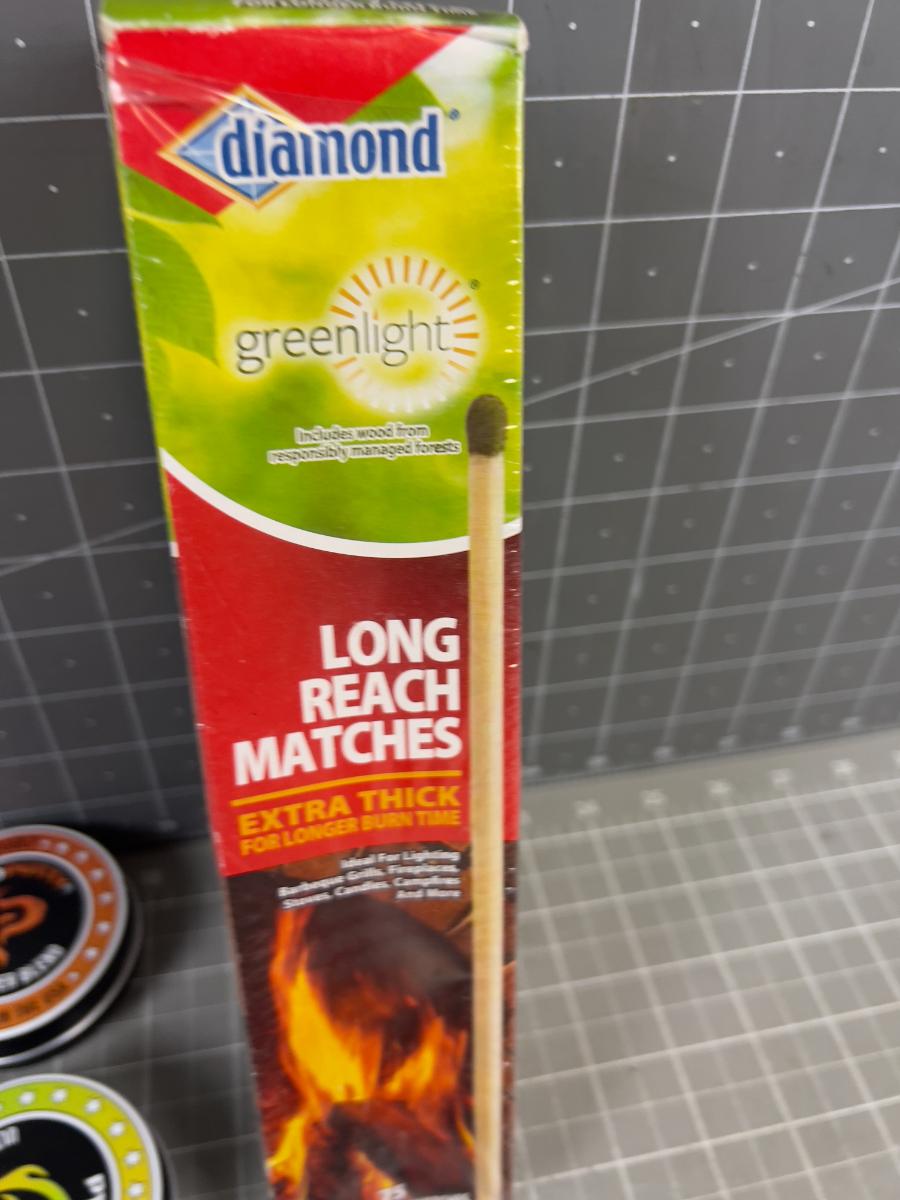 diamond®
greenlight®
Includes wood from
responsibly managed forests
LONG
REACH
MATCHES
EXTRA THICK
FOR LONGER BURN TIME
Ideal For Lighting
Barbeque Grills, Fireplaces,
Stoves, Candles, Campfires
And More
75